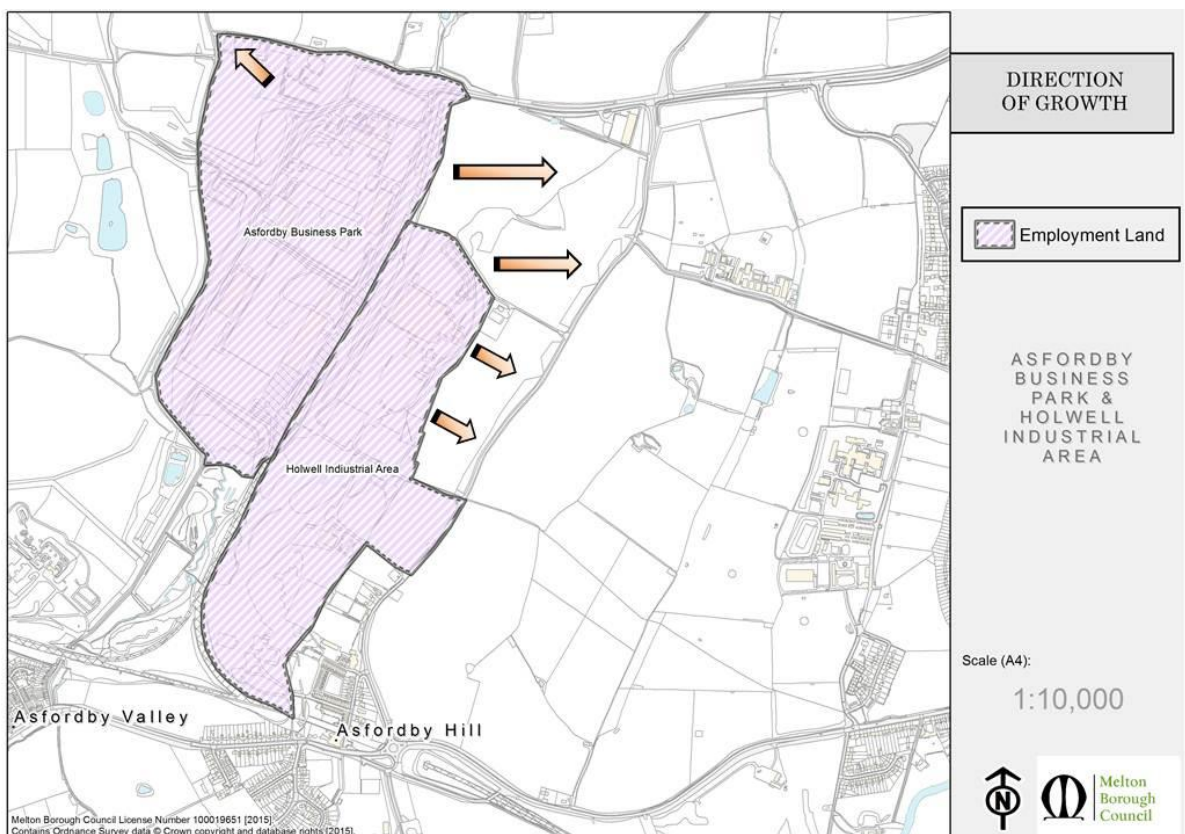 DIRECTION
OF GROWTH
Employment Land
ASFORDBY
BUSINESS
PARK &
HOLWELL
INDUSTRIAL
AREA
Scale (A4):
1:10,000
N
Melton
Borough
Council
Asfordby Business Park
Holwell Indiustrial Area
Asfordby Valley
Asfordby Hill
Melton Borough Council License Number 100019651 [2015]
Contains Ordnance Survey data © Crown copyright and database rights [2015].